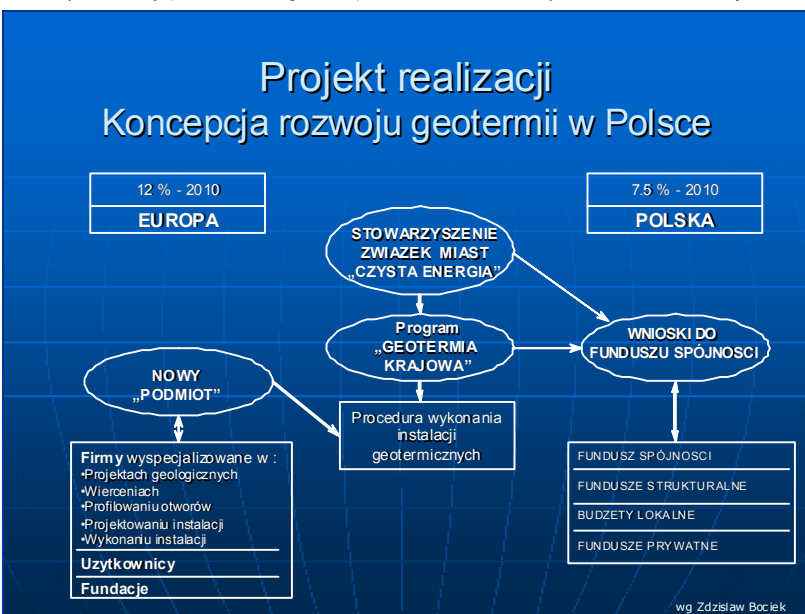 Projekt realizacji
Koncepcja rozwoju geotermii w Polsce
12 % - 2010
EUROPA
7.5 % - 2010
POLSKA
STOWARZYSZENIE
ZWIAZEK MIAST
„CZYSTA ENERGIA”
Program
„GEOTERMIA
KRAJOWA”
WNIOSKI DO
FUNDUSZU SPÓJNOSCI
NOWY
„PODMIOT”
Procedura wykonania
instalacji
geotermicznych
Firmy wyspecjalizowane w :
•Projektach geologicznych
•Wierceniach
•Profilowaniu otworów
•Projektowaniu instalacji
•Wykonaniu instalacji
Uzytkownicy
Fundacje
FUNDUSZ SPÓJNOSCI
FUNDUSZE STRUKTURALNE
BUDZETY LOKALNE
FUNDUSZE PRYWATNE
wg Zdzislaw Bociek